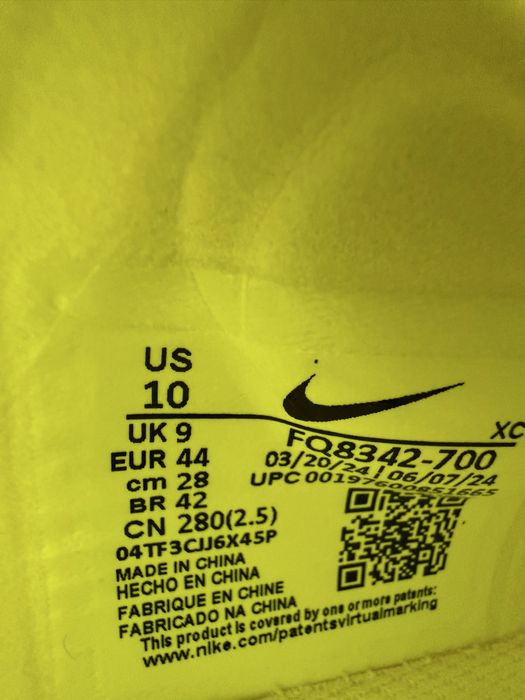 US
10
UK 9
EUR 44
cm 28
BR 42
CN 280(2.5)
04TF3CJJ6X45P
MADE IN CHINA
HECHO EN CHINA
FABRIQUE EN CHINE
FABRICADO NA CHINA
This product is covered by one or more patents:
www.nike.com/patentsvirtualmarking
XC
FQ8342-700
03/20/24 | 06/07/24
UPC